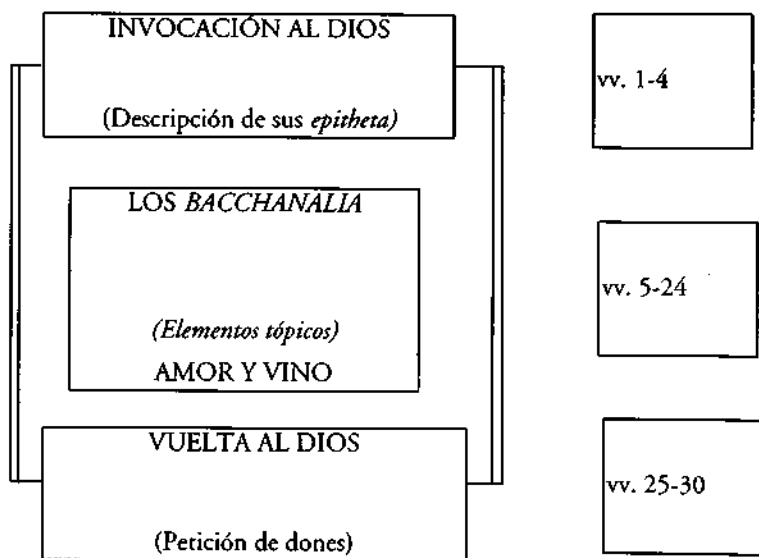 INVOCACIÓN AL DIOS
(Descripción de sus epitheta)
vv. 1-4
LOS BACCHANALIA
(Elementos tópicos)
AMOR Y VINO
vv. 5-24
VUELTA AL DIOS
(Petición de dones)
vv. 25-30